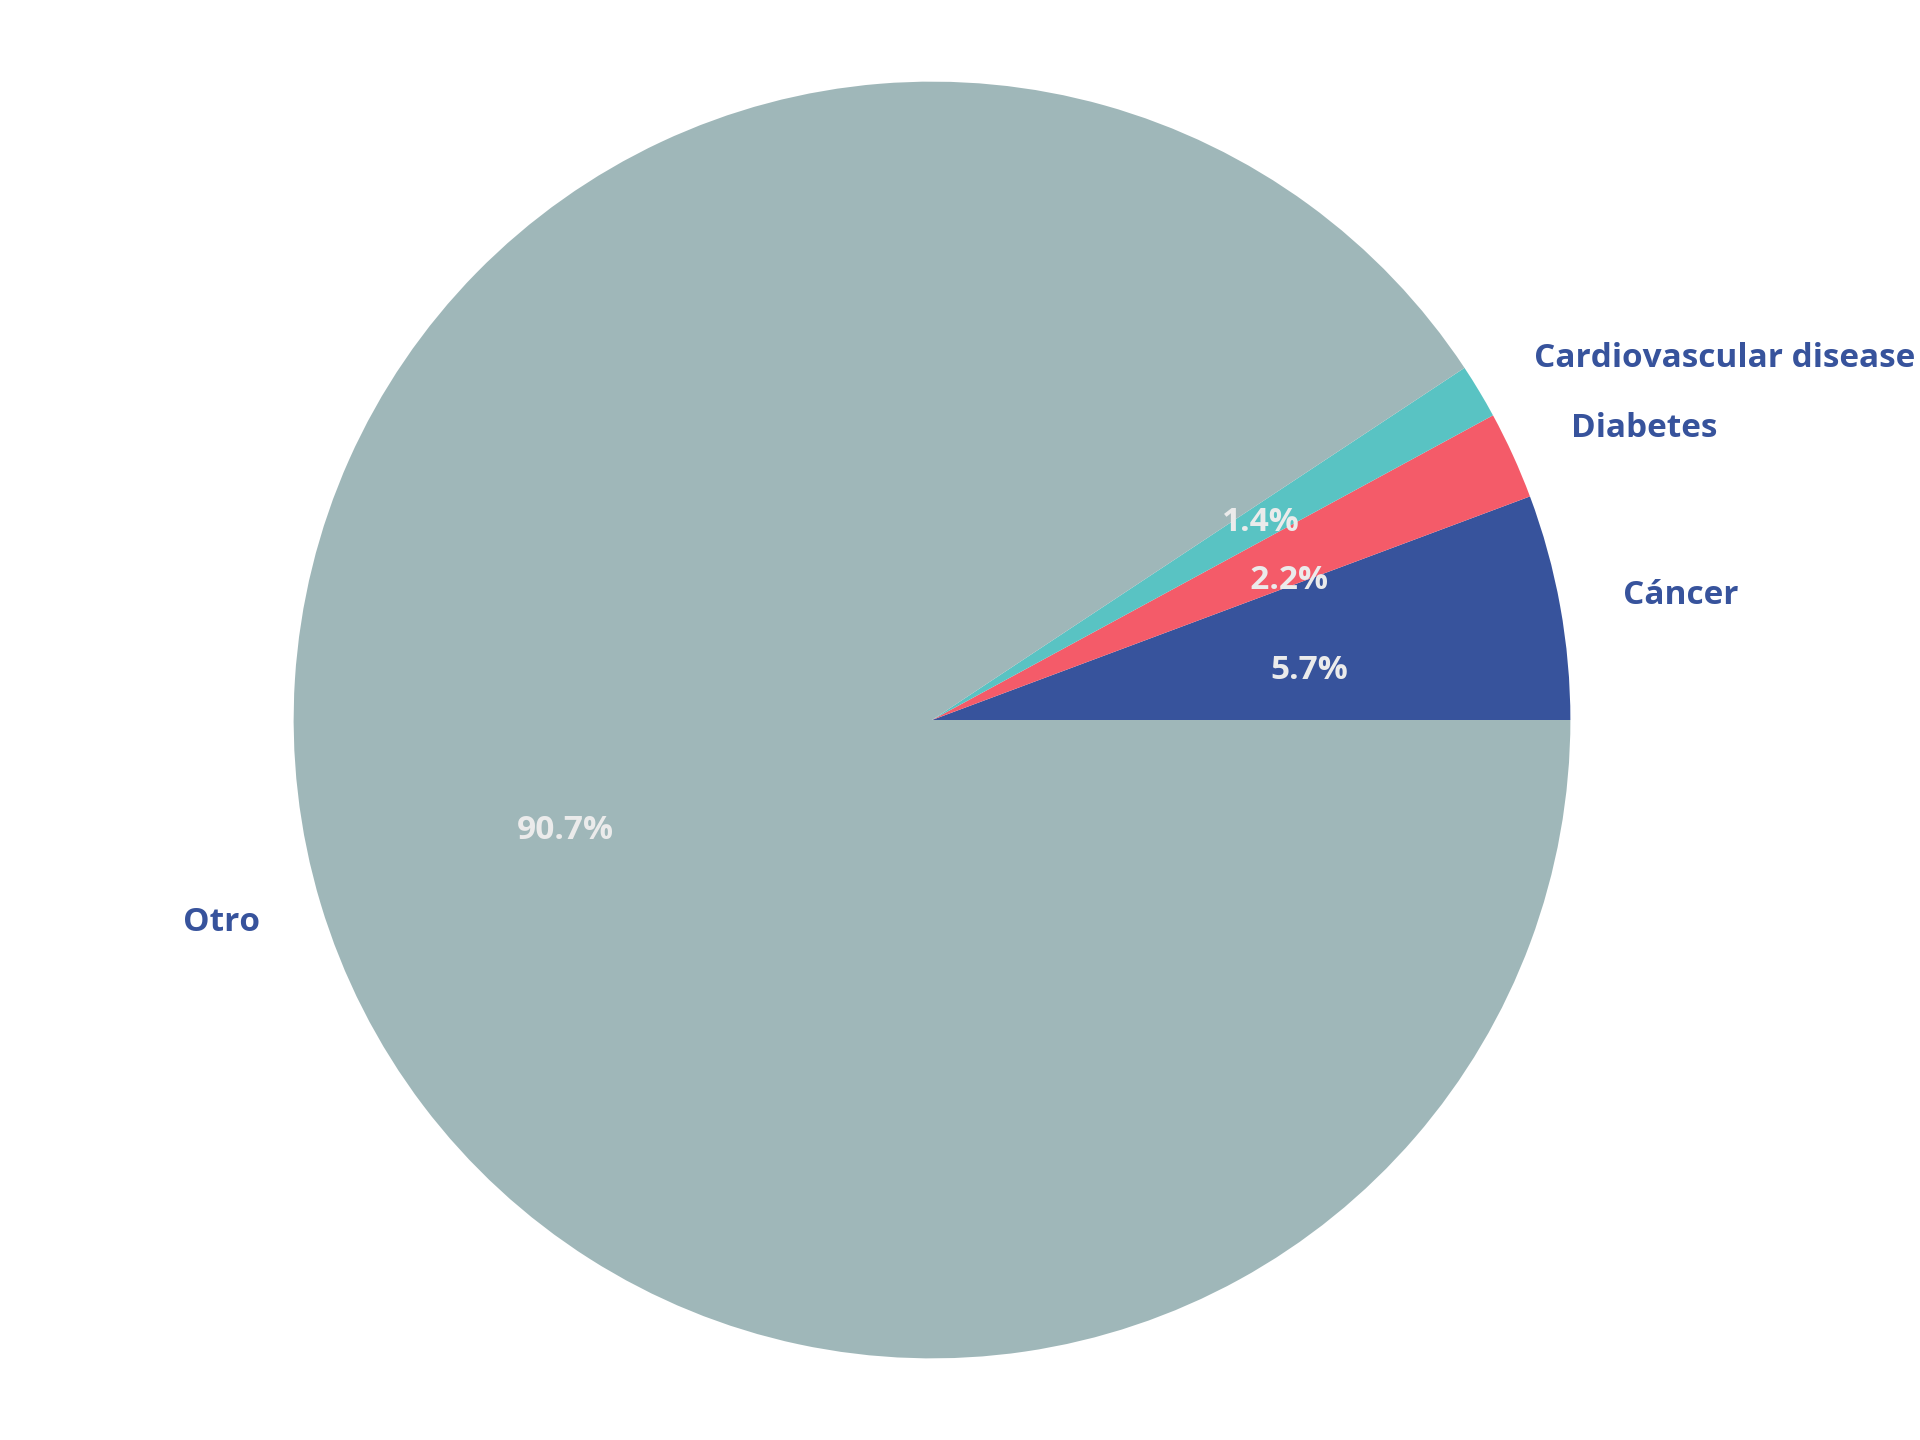 Cardiovascular disease
Diabetes
1.4%
2.2%
Cáncer
5.7%
90.7%
Otro